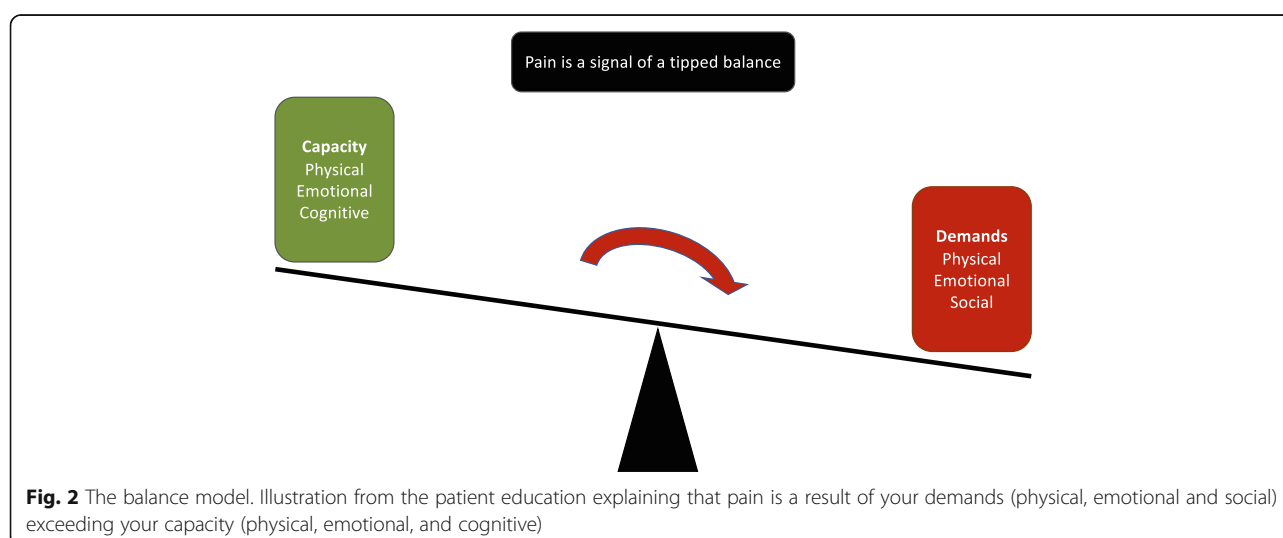 Pain is a signal of a tipped balance
Capacity
Physical
Emotional
Cognitive
Demands
Physical
Emotional
Social
Fig. 2 The balance model. Illustration from the patient education explaining that pain is a result of your demands (physical, emotional and social)
exceeding your capacity (physical, emotional, and cognitive)